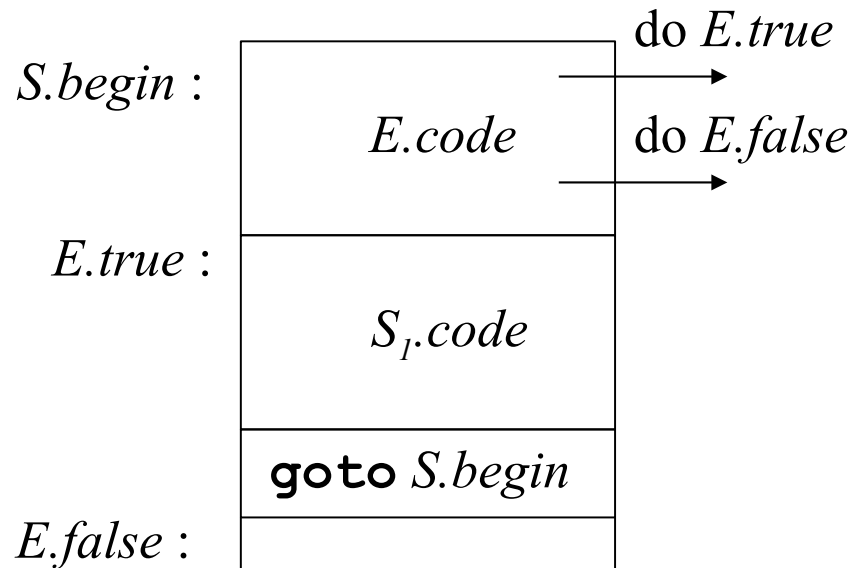 do E.true
S.begin :
E.code
do E.false
E.true :
S₁.code
goto S.begin
E.false :